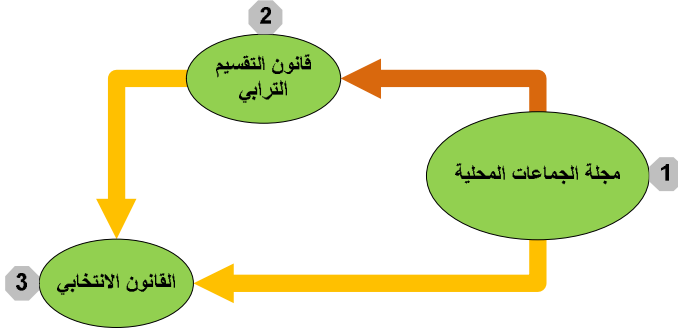 2
قانون التقسيم
الترابي
مجلة الجماعات المحلية
1
القانون الانتخابي
3